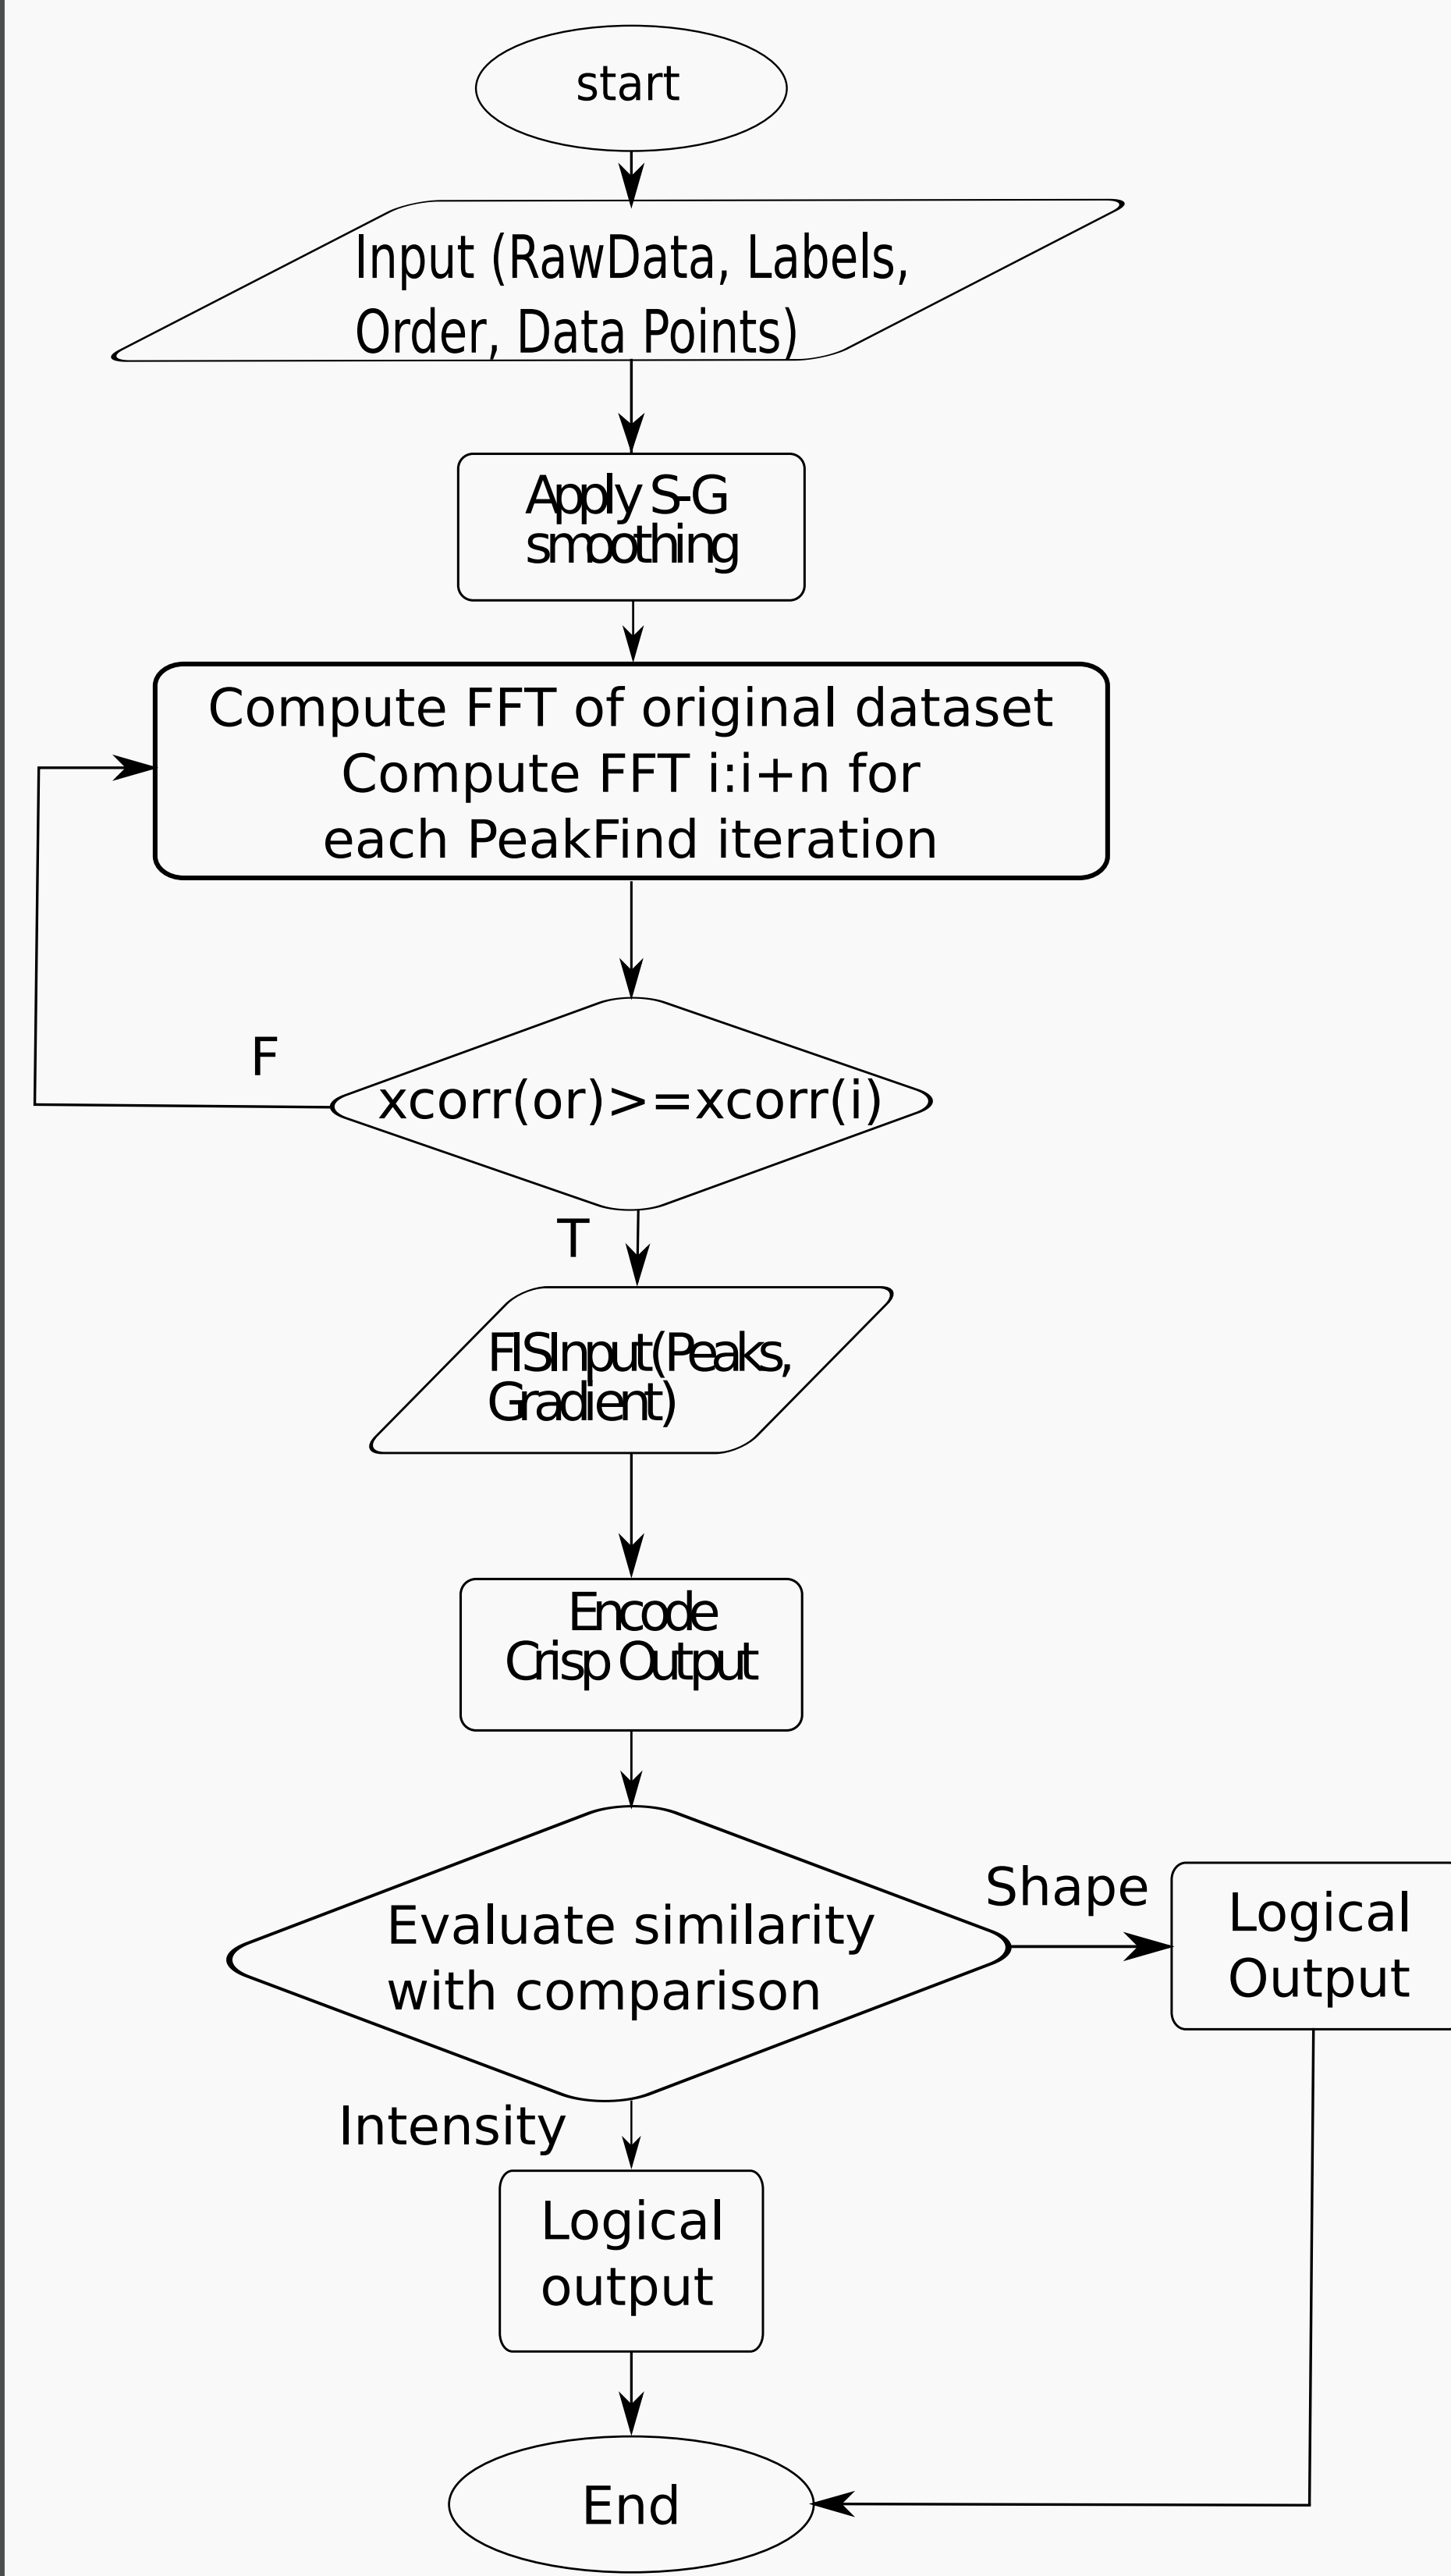 start
Input (RawData, Labels,
Order, Data Points)
Apply S-G
smoothing
Compute FFT of original dataset
Compute FFT i:i+n for
each PeakFind iteration
F
xcorr(or)>=xcorr(i)
T
FISInput(Peaks,
Gradient)
Encode
Crisp Output
Evaluate similarity
with comparison
Shape
Logical
Output
Intensity
Logical
output
End